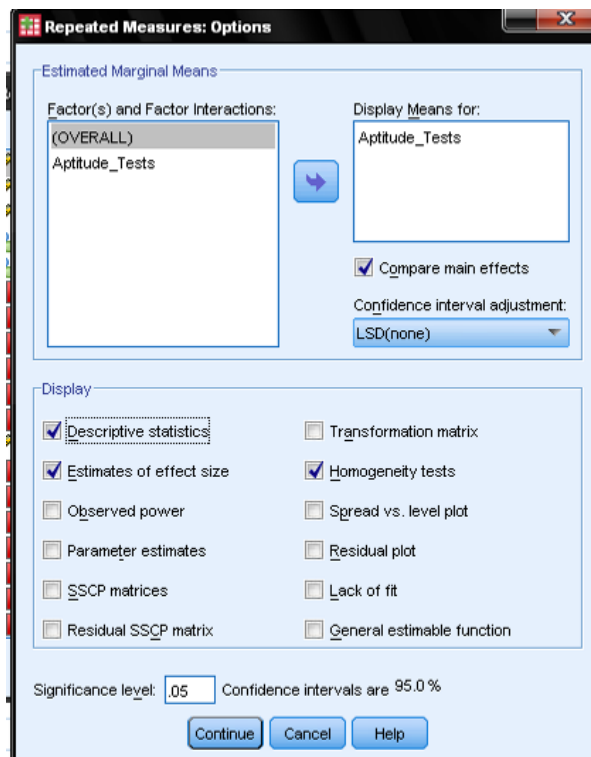 Repeated Measures: Options
Estimated Marginal Means
Factor(s) and Factor Interactions:
(OVERALL)
Aptitude_Tests
Display Means for:
Aptitude_Tests
Compare main effects
Confidence interval adjustment:
LSD(none)
Display
Descriptive statistics
Transformation matrix
Estimates of effect size
Homogeneity tests
Observed power
Spread vs. level plot
Parameter estimates
Residual plot
SSCP matrices
Lack of fit
Residual SSCP matrix
General estimable function
Significance level: .05 Confidence intervals are 95.0 %
Continue Cancel Help